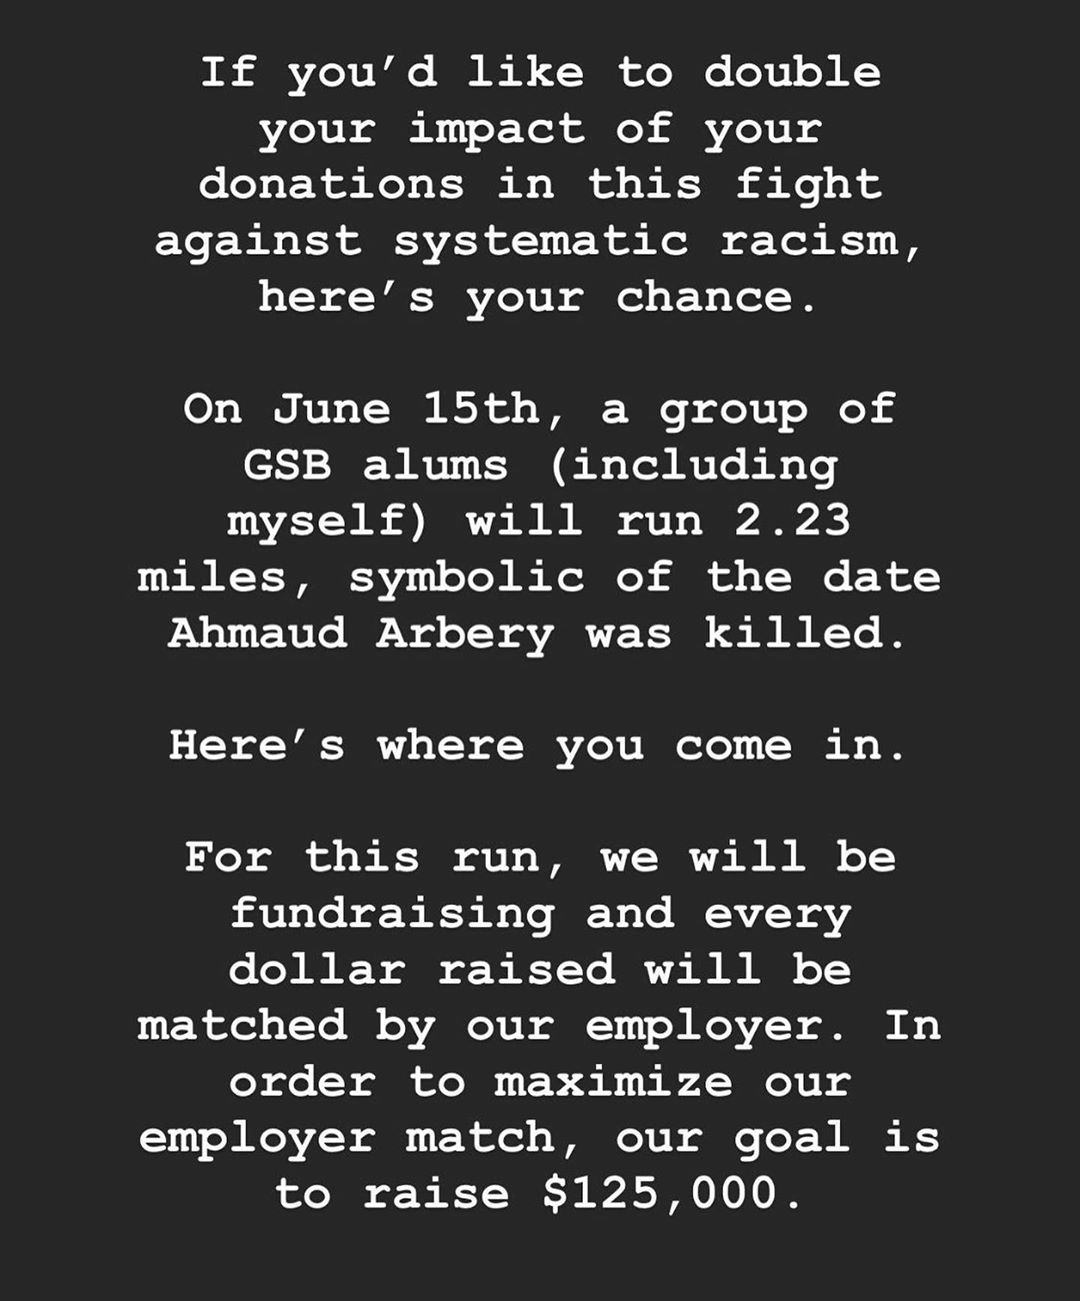 If you’d like to double
your impact of your
donations in this fight
against systematic racism,
here’s your chance.
On June 15th, a group of
GSB alums (including
myself) will run 2.23
miles, symbolic of the date
Ahmaud Arbery was killed.
Here’s where you come in.
For this run, we will be
fundraising and every
dollar raised will be
matched by our employer. In
order to maximize our
employer match, our goal is
to raise $125,000.